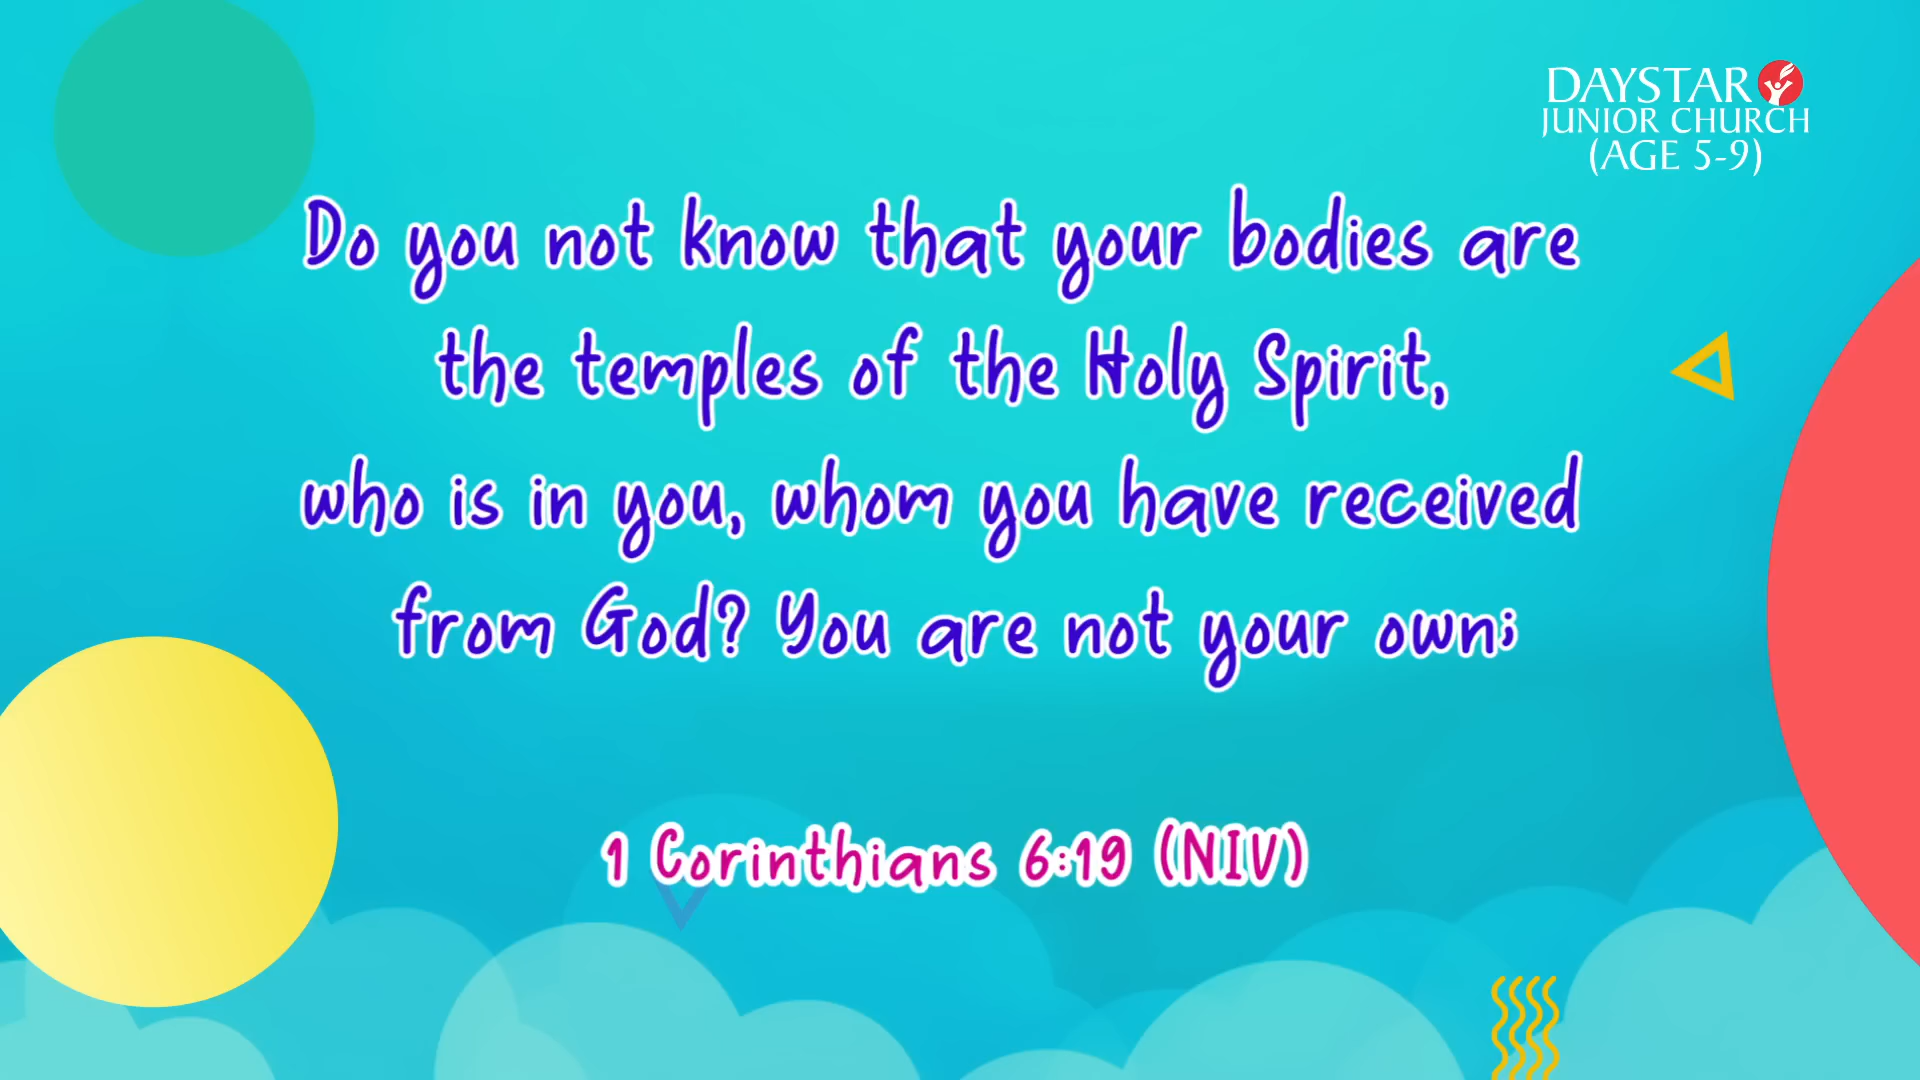 DAYSTAR
JUNIOR CHURCH
(AGE 5-9)
Do you not know that your bodies are
the temples of the Holy Spirit,
who is in you, whom you have received
from God? You are not your own;
1 Corinthians 6:19 (NIV)